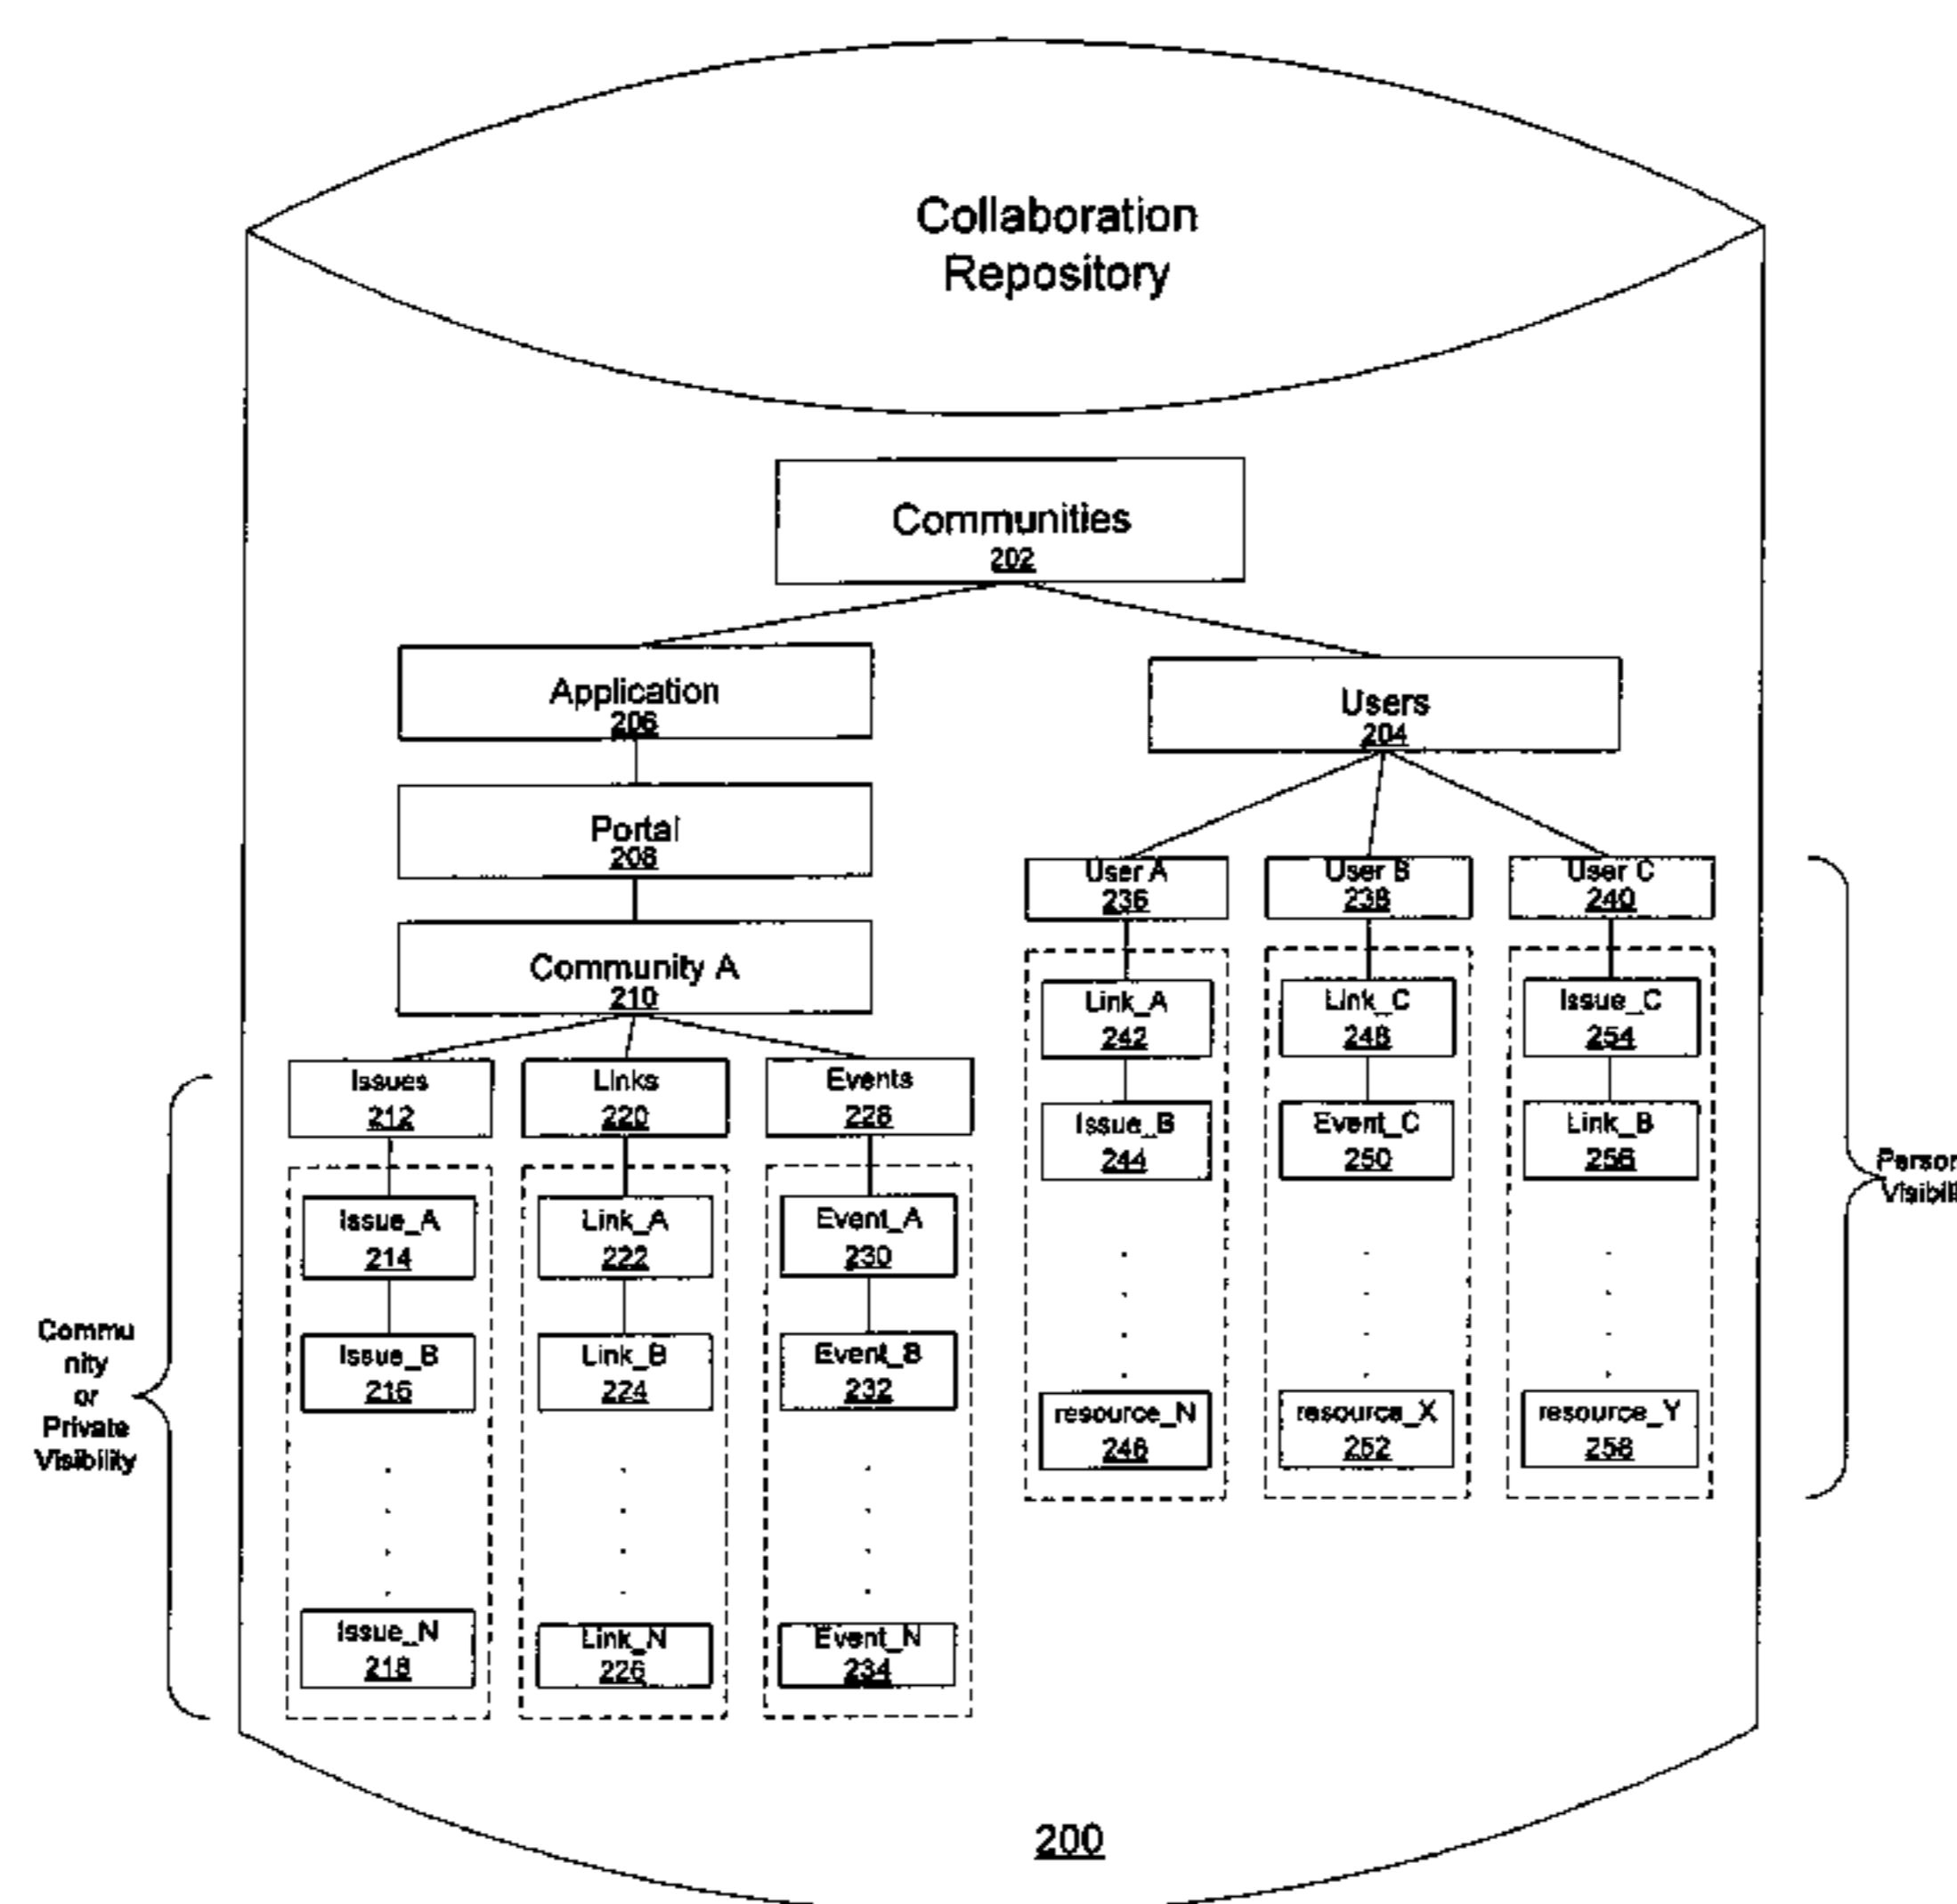 Collaboration
Repository
Communities
202
Application
206
Users
204
Portal
208
User A
236
User B
238
User C
240
Community A
210
Link_A
242
Link_C
248
Issue_C
254
Issues
212
Links
220
Events
228
Issue_B
244
Event_C
250
Link_B
256
Person
Visibili
Issue_A
214
Link_A
222
Event_A
230
Commu
nity
or
Private
Visibility
Issue_B
216
Link_B
224
Event_B
232
resource_N
246
resource_X
252
resource_Y
258
Issue_N
218
Link_N
226
Event_N
234
200